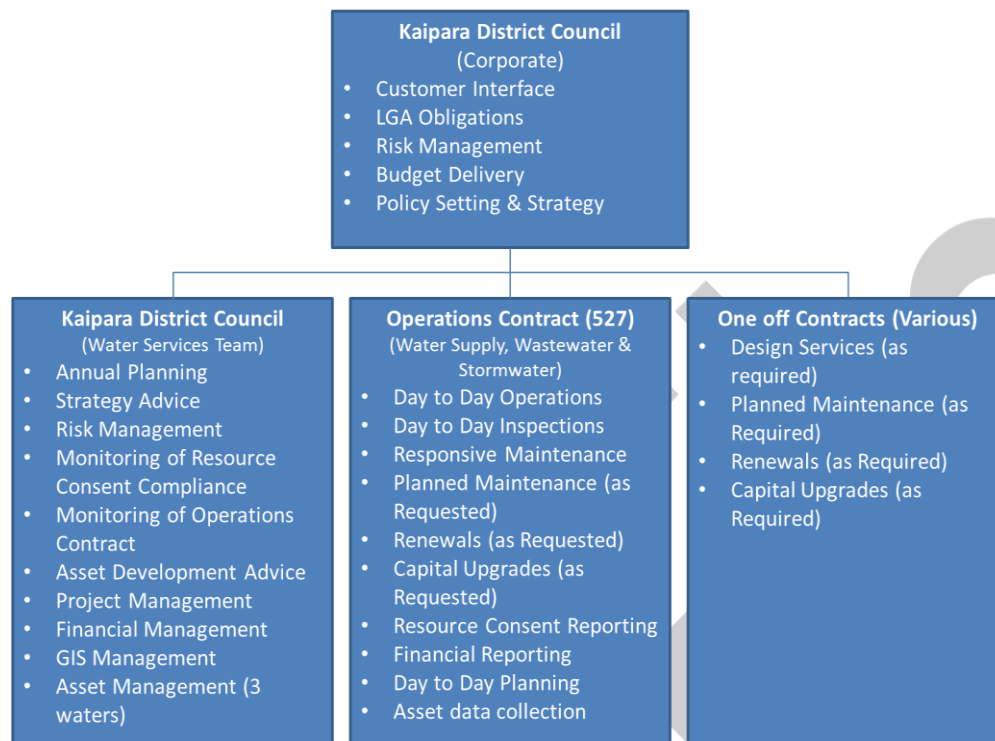 Kaipara District Council
(Corporate)
• Customer Interface
• LGA Obligations
• Risk Management
• Budget Delivery
• Policy Setting & Strategy
Kaipara District Council
(Water Services Team)
• Annual Planning
• Strategy Advice
• Risk Management
• Monitoring of Resource
Consent Compliance
• Monitoring of Operations
Contract
• Asset Development Advice
• Project Management
• Financial Management
• GIS Management
• Asset Management (3
waters)
Operations Contract (527)
(Water Supply, Wastewater &
Stormwater)
• Day to Day Operations
• Day to Day Inspections
• Responsive Maintenance
• Planned Maintenance (as
Requested)
• Renewals (as Requested)
• Capital Upgrades (as
Requested)
• Resource Consent Reporting
• Financial Reporting
• Day to Day Planning
• Asset data collection
One off Contracts (Various)
• Design Services (as
required)
• Planned Maintenance (as
Required)
• Renewals (as Required)
• Capital Upgrades (as
Required)